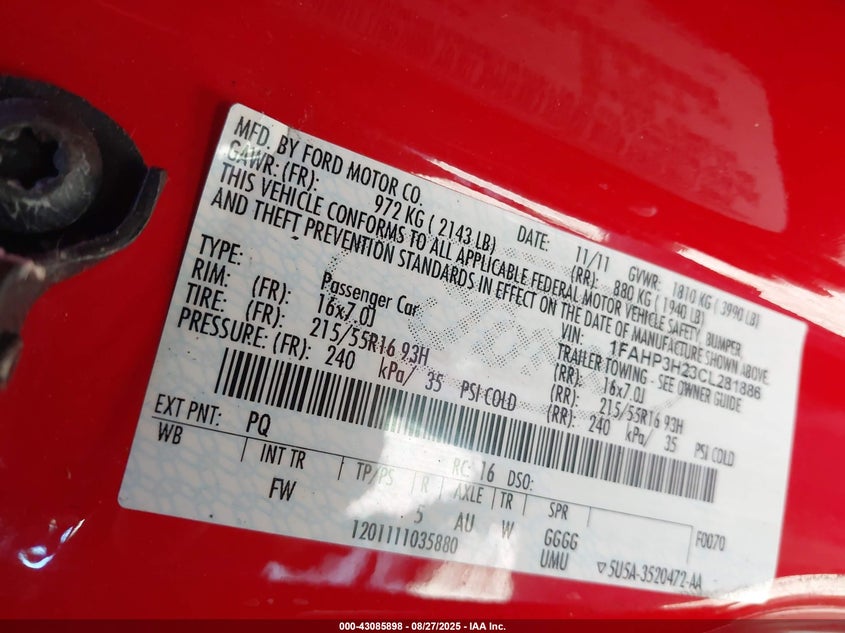 MFD. BY FORD MOTOR CO.
DATE: 11/11 GVWR: 1810 KG ( 3990 LB)
GAWR: (FR): 972 KG ( 2143 LB) (RR): 880 KG ( 1940 LB)
THIS VEHICLE CONFORMS TO ALL APPLICABLE FEDERAL MOTOR VEHICLE SAFETY, BUMPER,
AND THEFT PREVENTION STANDARDS IN EFFECT ON THE DATE OF MANUFACTURE SHOWN ABOVE.
VIN: 1FAHP3H23CL281886
TYPE: Passenger Car TRAILER TOWING - SEE OWNER GUIDE
RIM: (FR): 16x7.0J (RR): 16x7.0J
TIRE: (FR): 215/55R16 93H (RR): 215/55R16 93H
PRESSURE: (FR): 240 kPa/ 35 PSI COLD (RR): 240 kPa/ 35 PSI COLD
EXT PNT: PQ RC: 16 DSO:
WB INT TR TP/PS R AXLE TR SPR
FW 5 AU W GGGG F0070
1201111035880 UMU ▽5U5A-3520472-AA
000-43085898 - 08/27/2025 - IAA Inc.